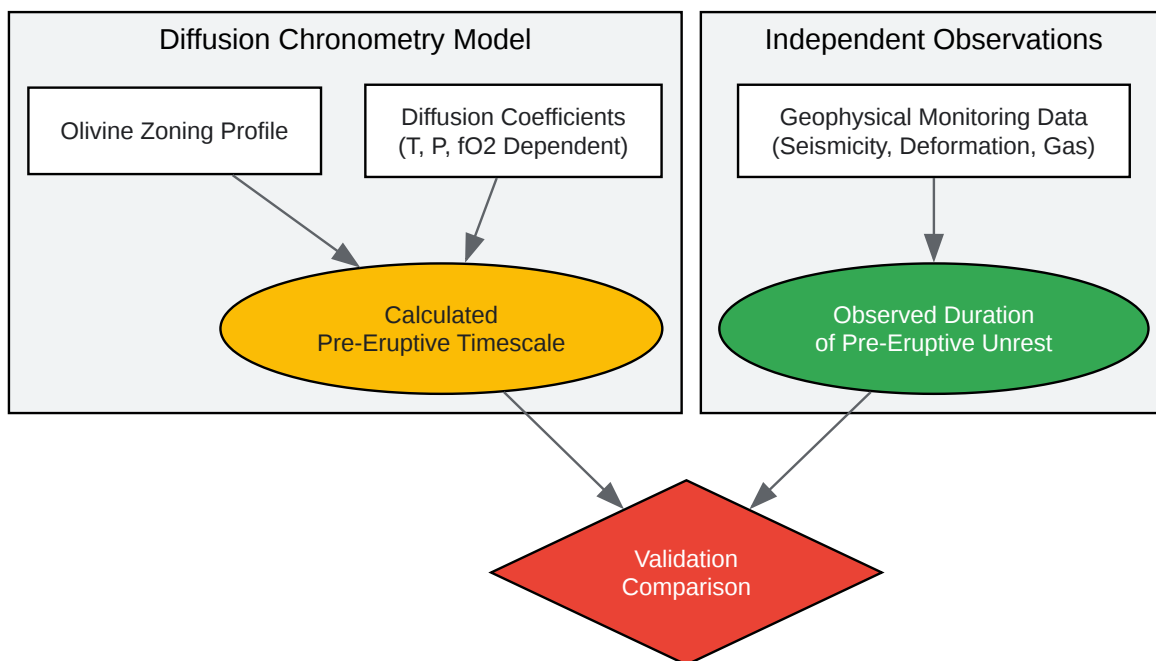 Diffusion Chronometry Model
Independent Observations
Olivine Zoning Profile
Diffusion Coefficients
(T, P, fO2 Dependent)
Geophysical Monitoring Data
(Seismicity, Deformation, Gas)
Calculated
Pre-Eruptive Timescale
Observed Duration
of Pre-Eruptive Unrest
Validation
Comparison